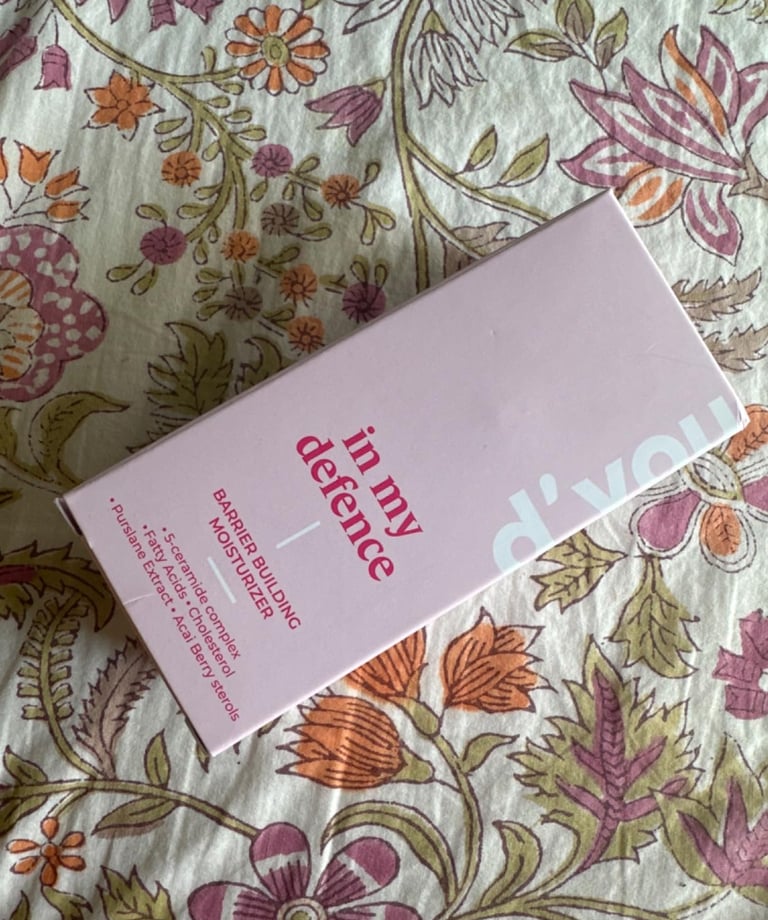 d'you
in my
defence
BARRIER BUILDING
MOISTURIZER
• 5-ceramide complex
• Fatty Acids • Cholesterol
• Purslane Extract • Acai Berry sterols